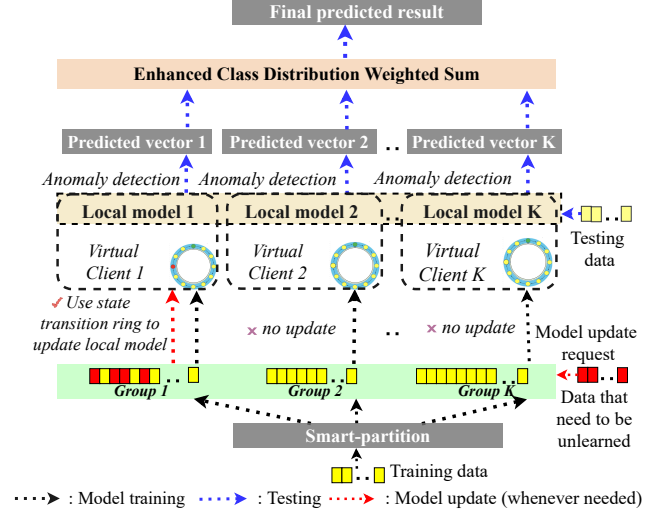 Final predicted result
Enhanced Class Distribution Weighted Sum
Predicted vector 1
Predicted vector 2
..
Predicted vector K
Anomaly detection
Anomaly detection
Anomaly detection
Local model 1
Local model 2
..
Local model K
Testing
data
Virtual
Client 1
Virtual
Client 2
Virtual
Client K
✓ Use state
transition ring to
update local model
× no update
..
× no update
Model update
request
Group 1
Group 2
Group K
Data that
need to be
unlearned
Smart-partition
Training data
: Model training
: Testing
: Model update (whenever needed)